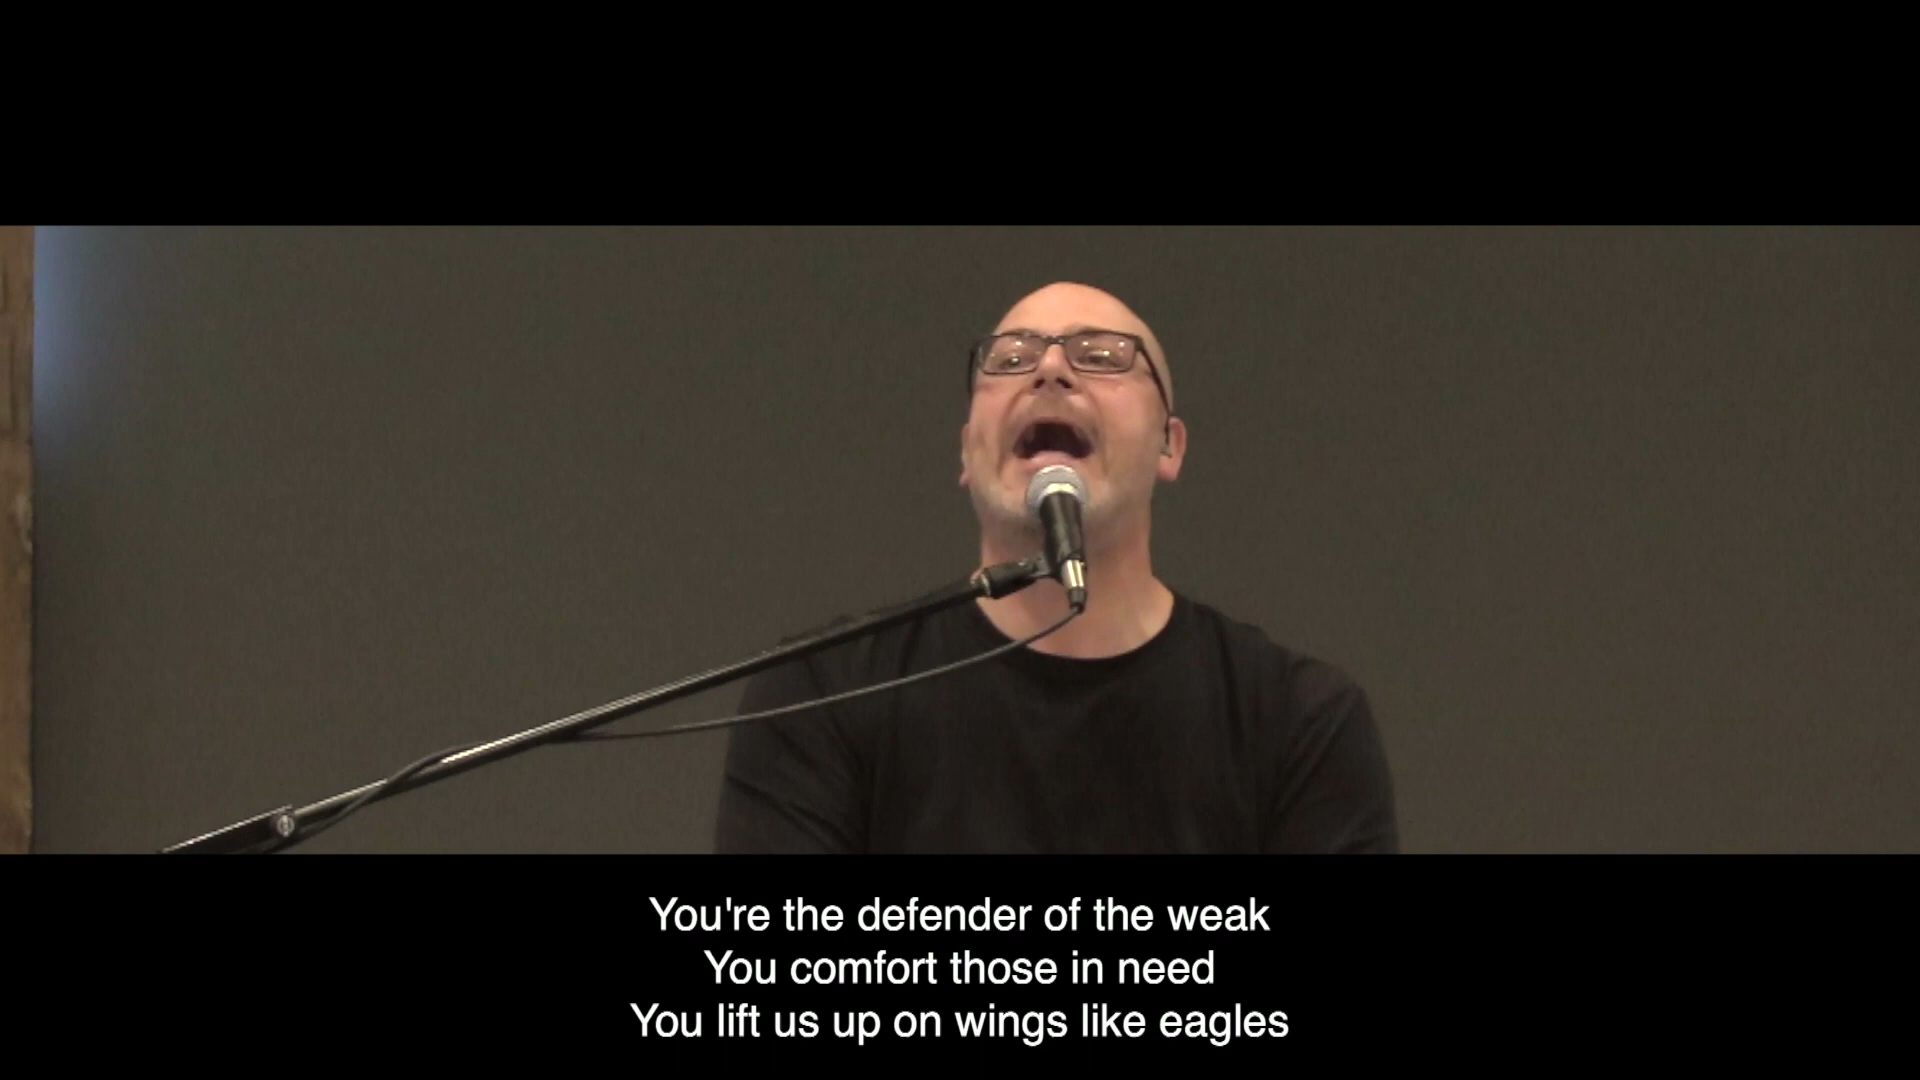 You're the defender of the weak
You comfort those in need
You lift us up on wings like eagles